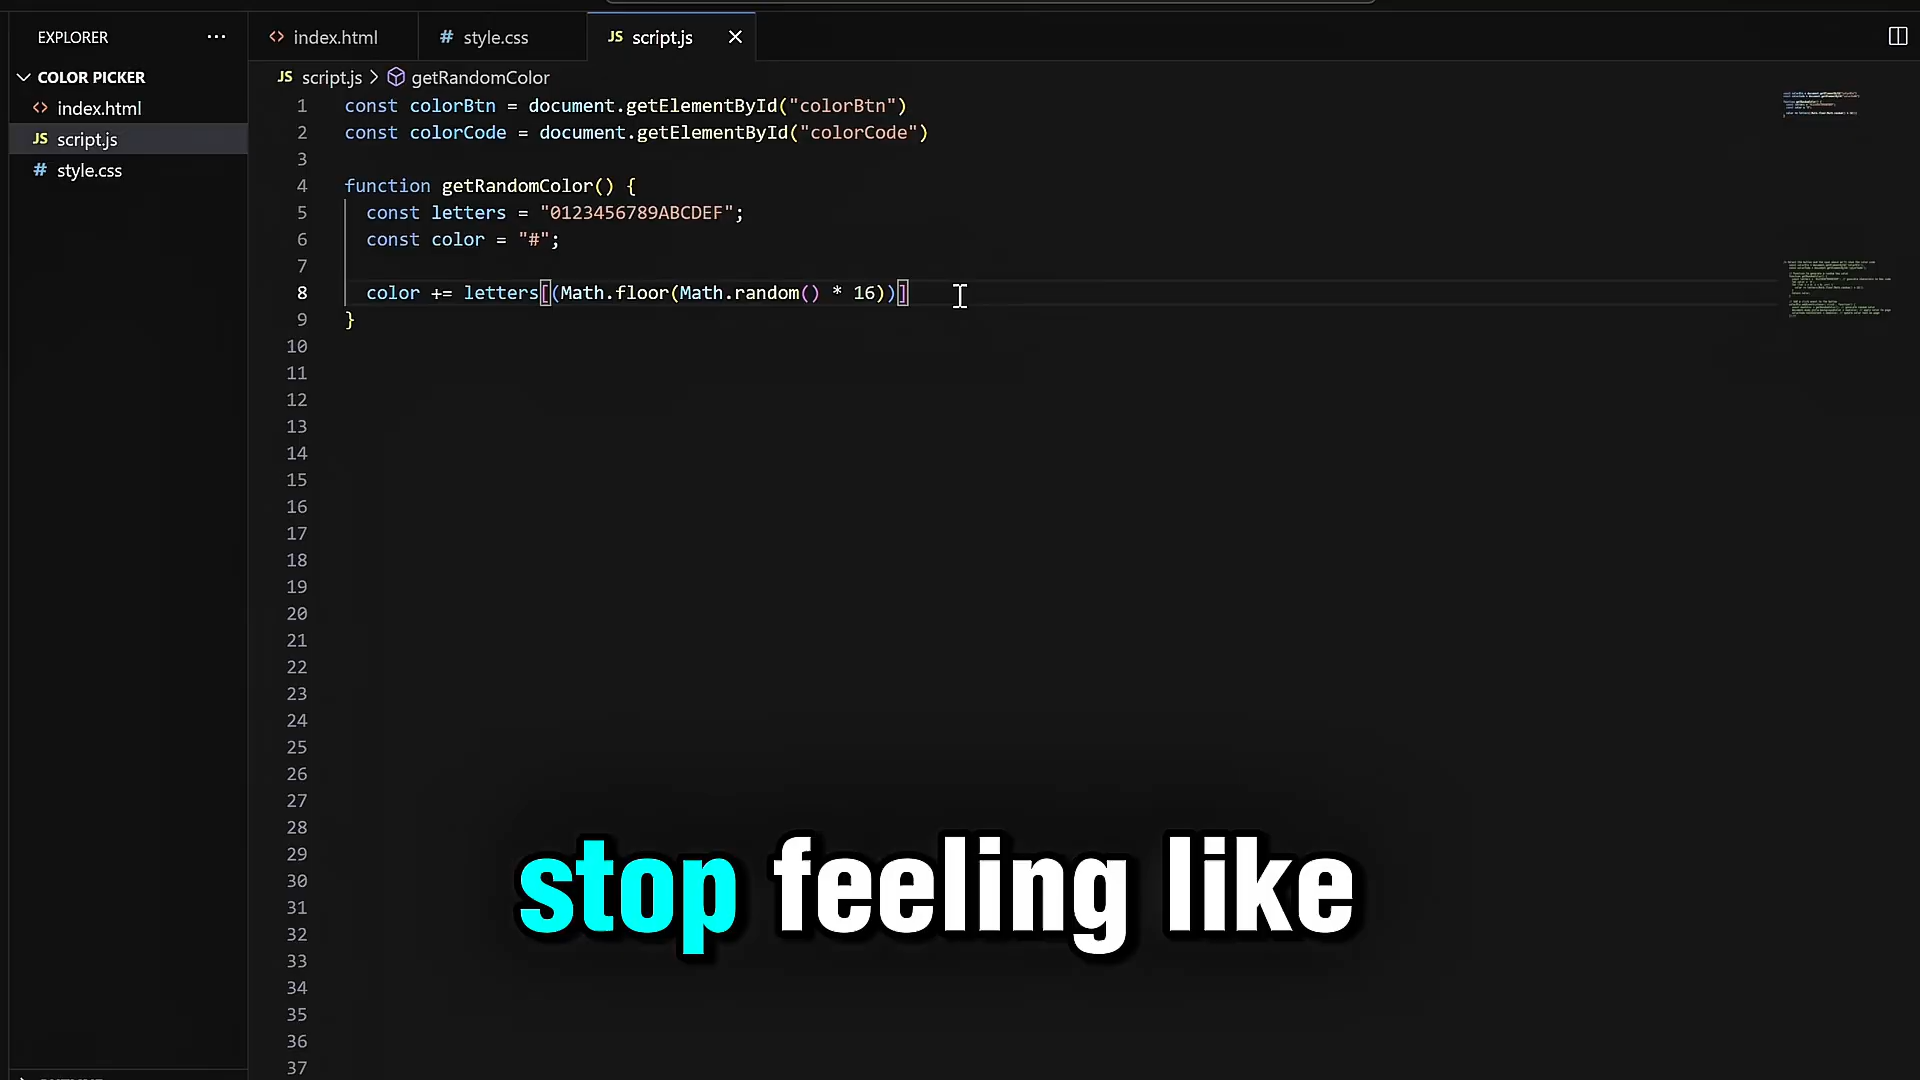 EXPLORER ...
COLOR PICKER
<> index.html
JS script.js
# style.css
<> index.html # style.css JS script.js
JS script.js > getRandomColor
1 const colorBtn = document.getElementById("colorBtn")
2 const colorCode = document.getElementById("colorCode")
3
4 function getRandomColor() {
5 const letters = "0123456789ABCDEF";
6 const color = "#";
7
8 color += letters[(Math.floor(Math.random() * 16))]
9 }
10
11
12
13
14
15
16
17
18
19
20
21
22
23
24
25
26
27
28
29
30
31
32
33
34
35
36
37
stop feeling like